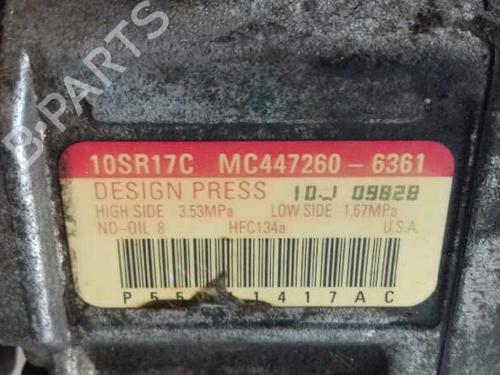 B-PARTS
10SR17C MC447260-6361
DESIGN PRESS 10J 09828
HIGH SIDE 3.53MPa LOW SIDE 1.67MPa
ND-OIL 8 HFC134a U.S.A.